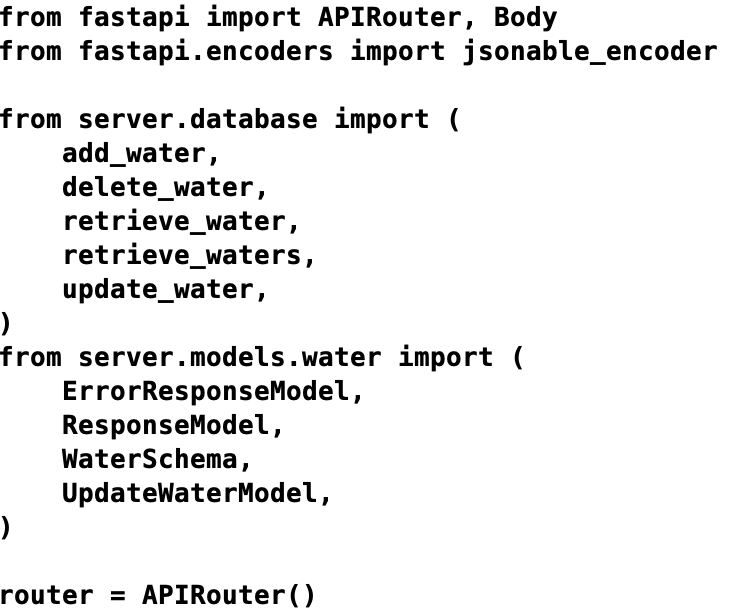 from fastapi import APIRouter, Body
from fastapi.encoders import jsonable_encoder

from server.database import (
    add_water,
    delete_water,
    retrieve_water,
    retrieve_waters,
    update_water,
)
from server.models.water import (
    ErrorResponseModel,
    ResponseModel,
    WaterSchema,
    UpdateWaterModel,
)

router = APIRouter()